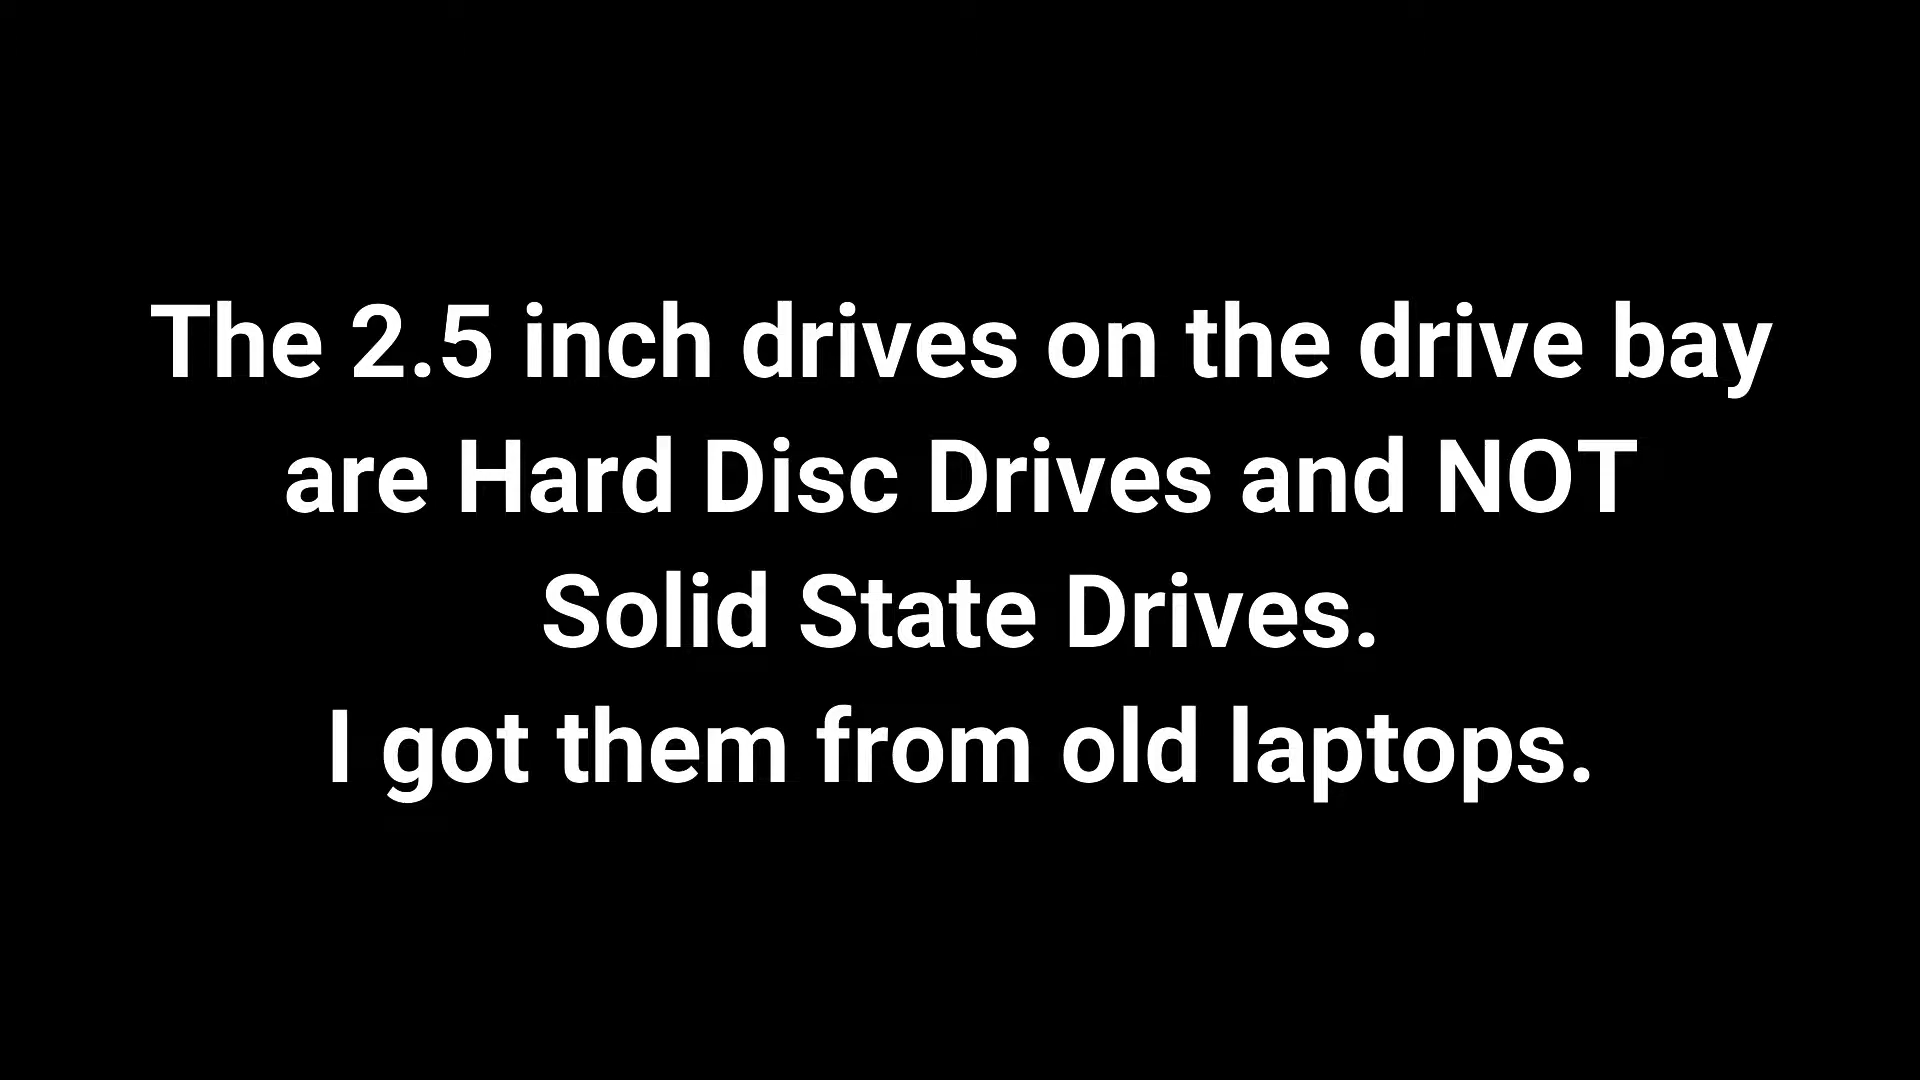 The 2.5 inch drives on the drive bay
are Hard Disc Drives and NOT
Solid State Drives.
I got them from old laptops.